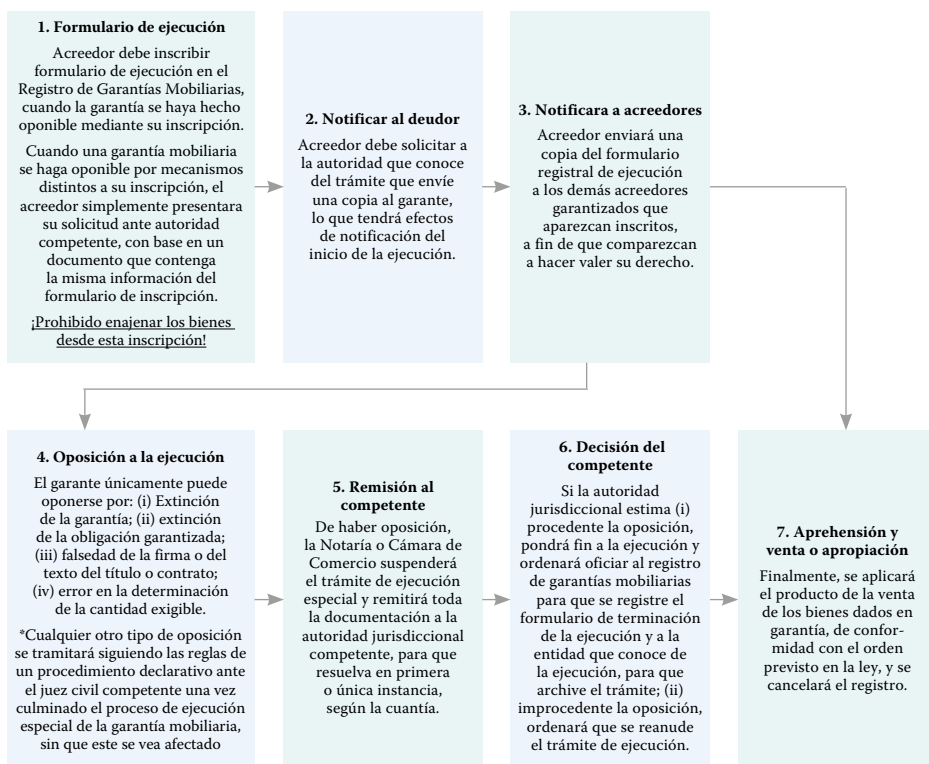 1. Formulario de ejecución
Acreedor debe inscribir
formulario de ejecución en el
Registro de Garantías Mobiliarias,
cuando la garantía se haya hecho
oponible mediante su inscripción.
Cuando una garantía mobiliaria
se haga oponible por mecanismos
distintos a su inscripción, el
acreedor simplemente presentara
su solicitud ante autoridad
competente, con base en un
documento que contenga
la misma información del
formulario de inscripción.
¡Prohibido enajenar los bienes
desde esta inscripción!
2. Notificar al deudor
Acreedor debe solicitar a
la autoridad que conoce
del trámite que envíe
una copia al garante,
lo que tendrá efectos
de notificación del
inicio de la ejecución.
3. Notificara a acreedores
Acreedor enviará una
copia del formulario
registral de ejecución
a los demás acreedores
garantizados que
aparezcan inscritos,
a fin de que comparezcan
a hacer valer su derecho.
4. Oposición a la ejecución
El garante únicamente puede
oponerse por: (i) Extinción
de la garantía; (ii) extinción
de la obligación garantizada;
(iii) falsedad de la firma o del
texto del título o contrato;
(iv) error en la determinación
de la cantidad exigible.
*Cualquier otro tipo de oposición
se tramitará siguiendo las reglas de
un procedimiento declarativo ante
el juez civil competente una vez
culminado el proceso de ejecución
especial de la garantía mobiliaria,
sin que este se vea afectado
5. Remisión al
competente
De haber oposición,
la Notaría o Cámara de
Comercio suspenderá
el trámite de ejecución
especial y remitirá toda
la documentación a la
autoridad jurisdiccional
competente, para que
resuelva en primera
o única instancia,
según la cuantía.
6. Decisión del
competente
Si la autoridad
jurisdiccional estima (i)
procedente la oposición,
pondrá fin a la ejecución y
ordenará oficiar al registro
de garantías mobiliarias
para que se registre el
formulario de terminación
de la ejecución y a la
entidad que conoce de
la ejecución, para que
archive el trámite; (ii)
improcedente la oposición,
ordenará que se reanude
el trámite de ejecución.
7. Aprehensión y
venta o apropiación
Finalmente, se aplicará
el producto de la venta
de los bienes dados en
garantía, de confor-
midad con el orden
previsto en la ley, y se
cancelará el registro.